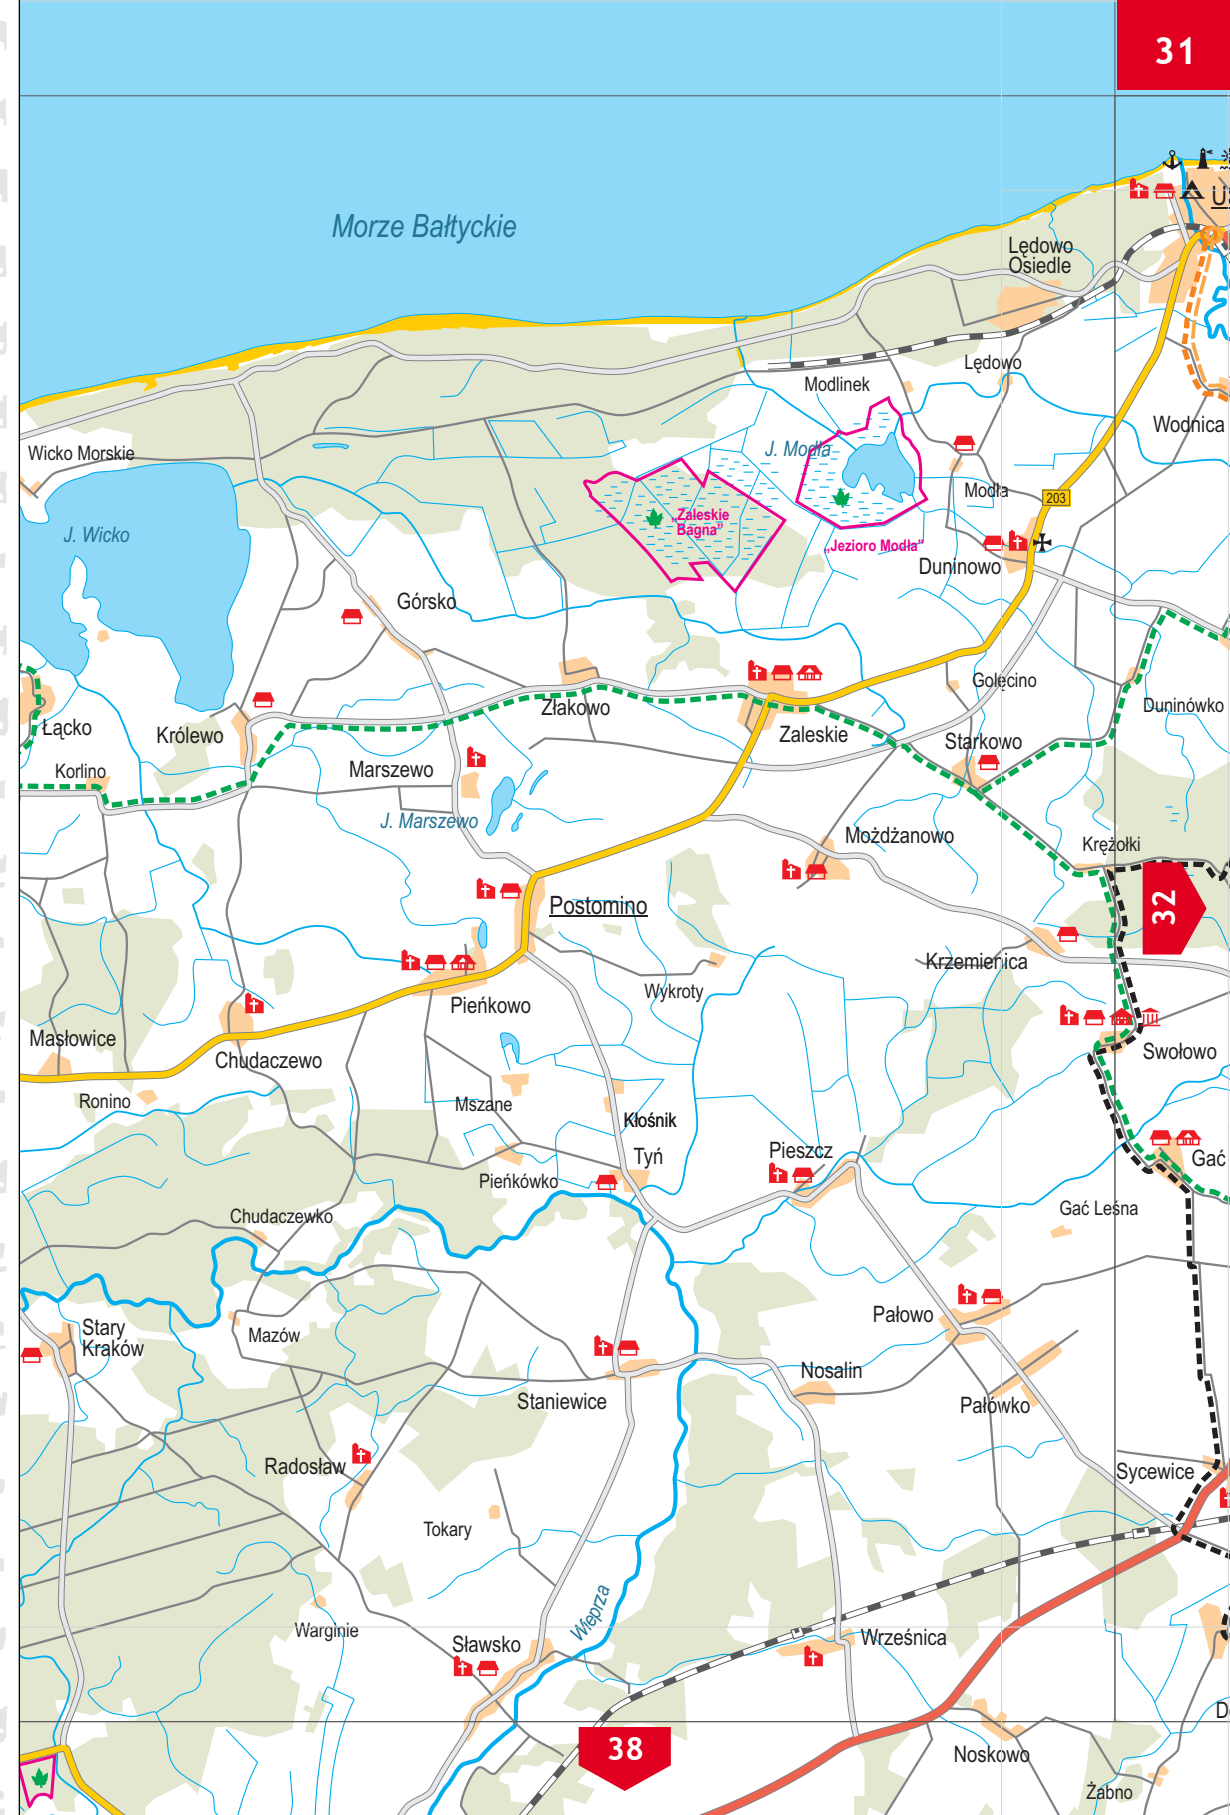 31
Morze Bałtyckie
Lędowo
Osiedle
Lędowo
Modlinek
Wodnica
J. Modła
Wicko Morskie
Modła
203
J. Wicko
„Zaleskie
Bagna”
„Jezioro Modła”
Duninowo
Górsko
Gołęcino
Złakowo
Duninówko
Łącko
Królewo
Zaleskie
Starkowo
Korlino
Marszewo
J. Marszewo
Możdżanowo
Krężołki
Postomino
32
Krzemienica
Wykroty
Pieńkowo
Masłowice
Chudaczewo
Swołowo
Ronino
Mszane
Kłośnik
Tyń
Pieszcz
Gać
Pieńkówko
Chudaczewko
Gać Leśna
Stary
Kraków
Mazów
Pałowo
Nosalin
Staniewice
Pałówko
Radosław
Sycewice
Tokary
Wieprza
Warginie
Sławsko
Wrześnica
38
Noskowo
Żabno